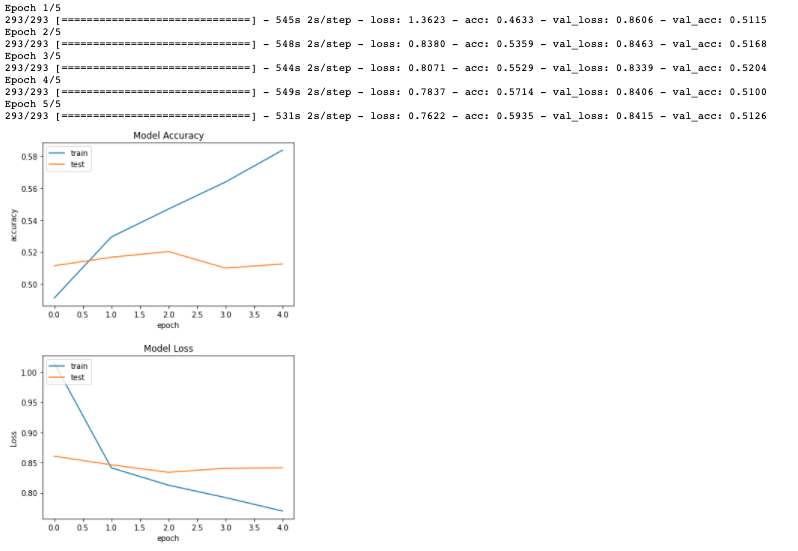 Epoch 1/5
293/293 [==============================] - 545s 2s/step - loss: 1.3623 - acc: 0.4633 - val_loss: 0.8606 - val_acc: 0.5115
Epoch 2/5
293/293 [==============================] - 548s 2s/step - loss: 0.8380 - acc: 0.5359 - val_loss: 0.8463 - val_acc: 0.5168
Epoch 3/5
293/293 [==============================] - 544s 2s/step - loss: 0.8071 - acc: 0.5529 - val_loss: 0.8339 - val_acc: 0.5204
Epoch 4/5
293/293 [==============================] - 549s 2s/step - loss: 0.7837 - acc: 0.5714 - val_loss: 0.8406 - val_acc: 0.5100
Epoch 5/5
293/293 [==============================] - 531s 2s/step - loss: 0.7622 - acc: 0.5935 - val_loss: 0.8415 - val_acc: 0.5126
Model Accuracy
train
test
0.58
0.56
0.54
0.52
0.50
accuracy
0.0 0.5 1.0 1.5 2.0 2.5 3.0 3.5 4.0
epoch
Model Loss
train
test
1.00
0.95
0.90
0.85
0.80
Loss
0.0 0.5 1.0 1.5 2.0 2.5 3.0 3.5 4.0
epoch